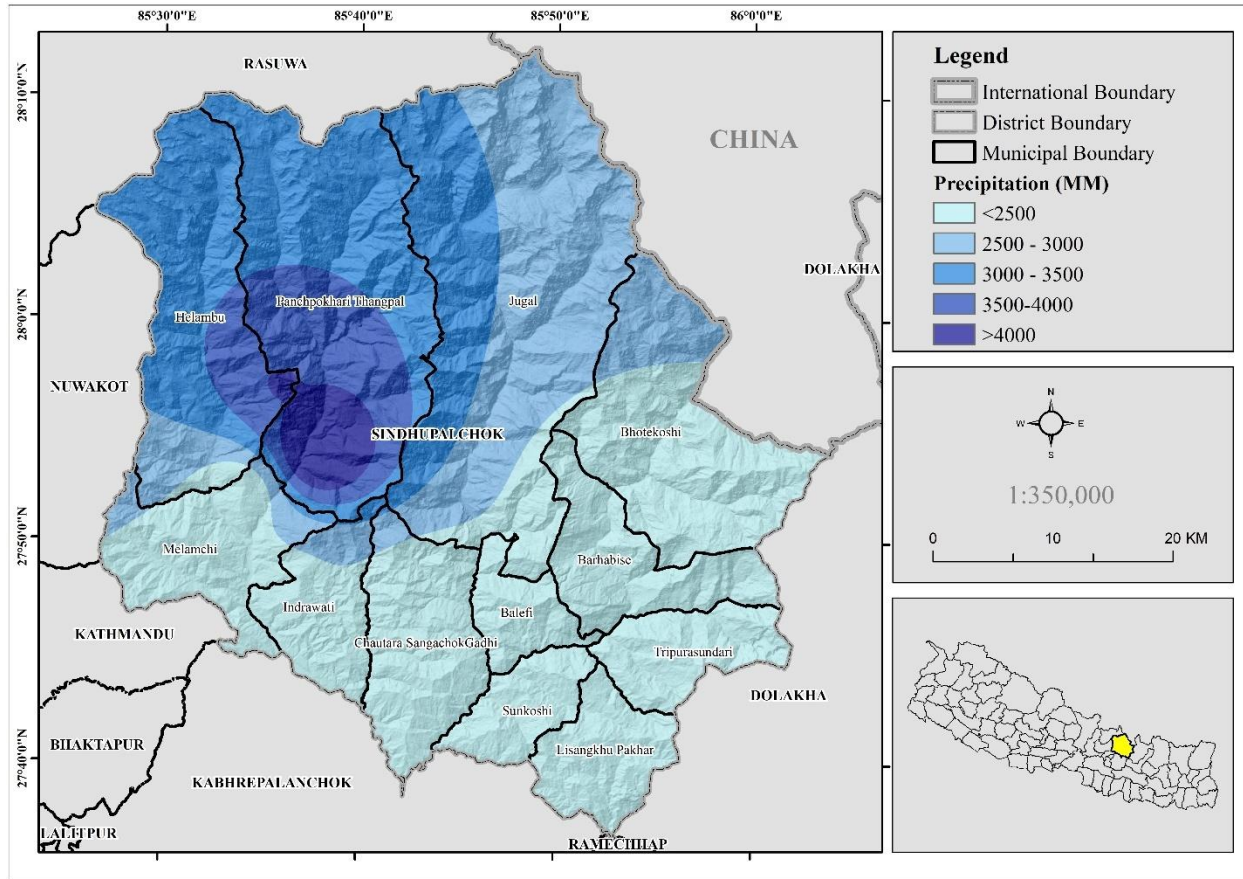 85°30'0"E
85°40'0"E
85°50'0"E
86°0'0"E
28°10'0"N
28°0'0"N
27°50'0"N
27°40'0"N
RASUWA
CHINA
DOLAKHA
Panchpokhari Thangpal
Jugal
Helambu
NUWAKOT
SINDHUPALCHOK
Bhotekoshi
Melamchi
Barhabise
Indrawati
Balefi
KATHMANDU
Chautara SangachokGadhi
Tripurasundari
DOLAKHA
Sunkoshi
BHAKTAPUR
Lisangkhu Pakhar
KABHREPALANCHOK
LALITPUR
RAMECHHAP
Legend
International Boundary
District Boundary
Municipal Boundary
Precipitation (MM)
<2500
2500 - 3000
3000 - 3500
3500-4000
>4000
N
W
E
S
1:350,000
0
10
20 KM